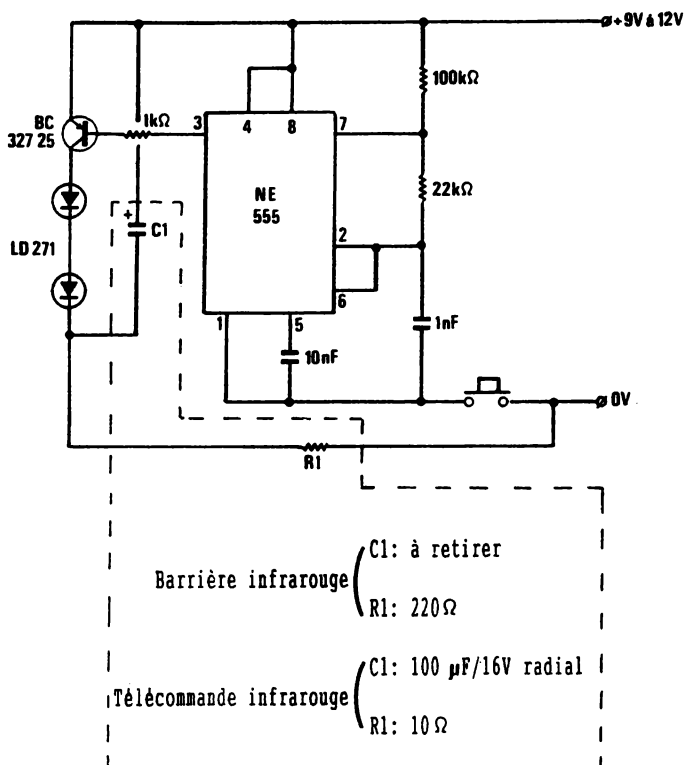 +9V à 12V
100kΩ
BC
327 25
1kΩ
3
4
8
7
22kΩ
NE
555
+
C1
2
LD 271
6
1
5
1nF
10nF
0V
R1
C1: à retirer
Barrière infrarouge
R1: 220Ω
C1: 100 µF/16V radial
Télécommande infrarouge
R1: 10Ω